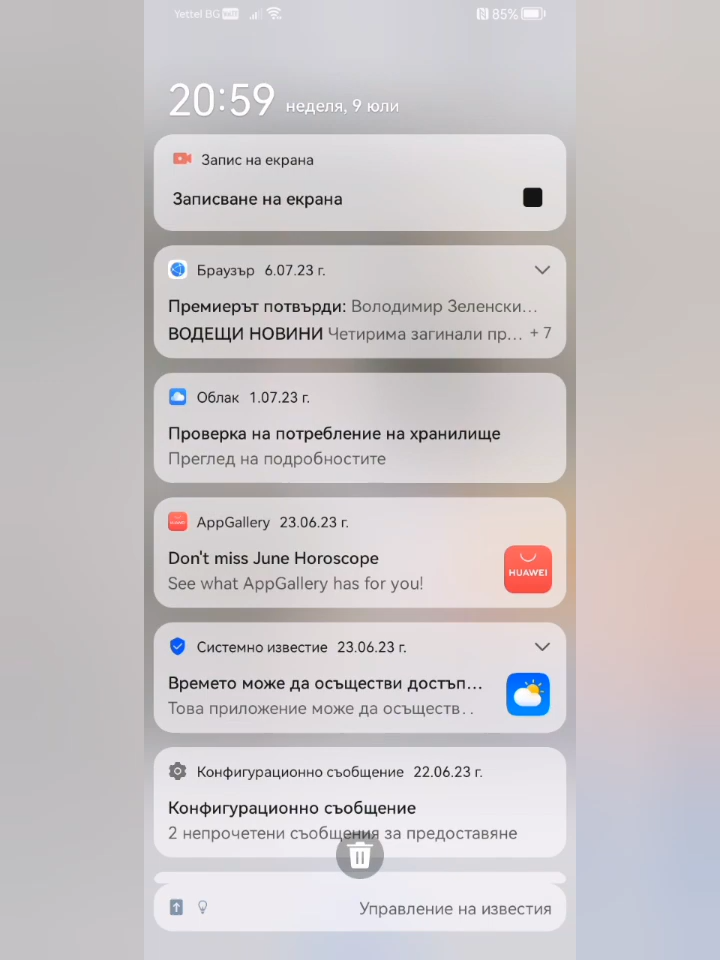 Yettel BG
85%
20:59 неделя, 9 юли
Запис на екрана
Записване на екрана
Браузър 6.07.23 г.
Премиерът потвърди: Володимир Зеленски...
ВОДЕЩИ НОВИНИ Четирима загинали пр... + 7
Облак 1.07.23 г.
Проверка на потребление на хранилище
Преглед на подробностите
AppGallery 23.06.23 г.
Don't miss June Horoscope
See what AppGallery has for you!
HUAWEI
Системно известие 23.06.23 г.
Времето може да осъществи достъп...
Това приложение може да осъществ..
Конфигурационно съобщение 22.06.23 г.
Конфигурационно съобщение
2 непрочетени съобщения за предоставяне
Управление на известия